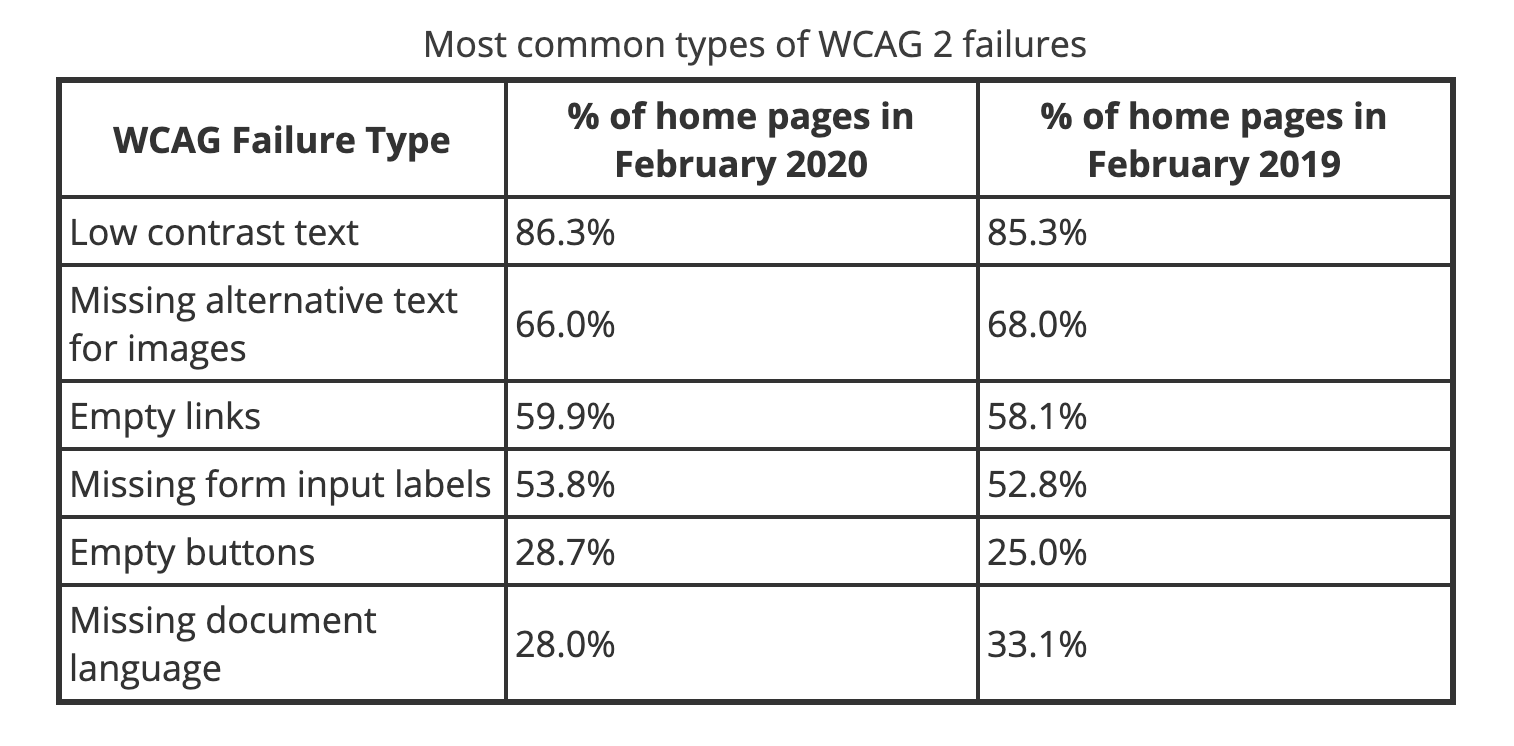 Most common types of WCAG 2 failures
WCAG Failure Type
% of home pages in
February 2020
% of home pages in
February 2019
Low contrast text
86.3%
85.3%
Missing alternative text
for images
66.0%
68.0%
Empty links
59.9%
58.1%
Missing form input labels
53.8%
52.8%
Empty buttons
28.7%
25.0%
Missing document
language
28.0%
33.1%